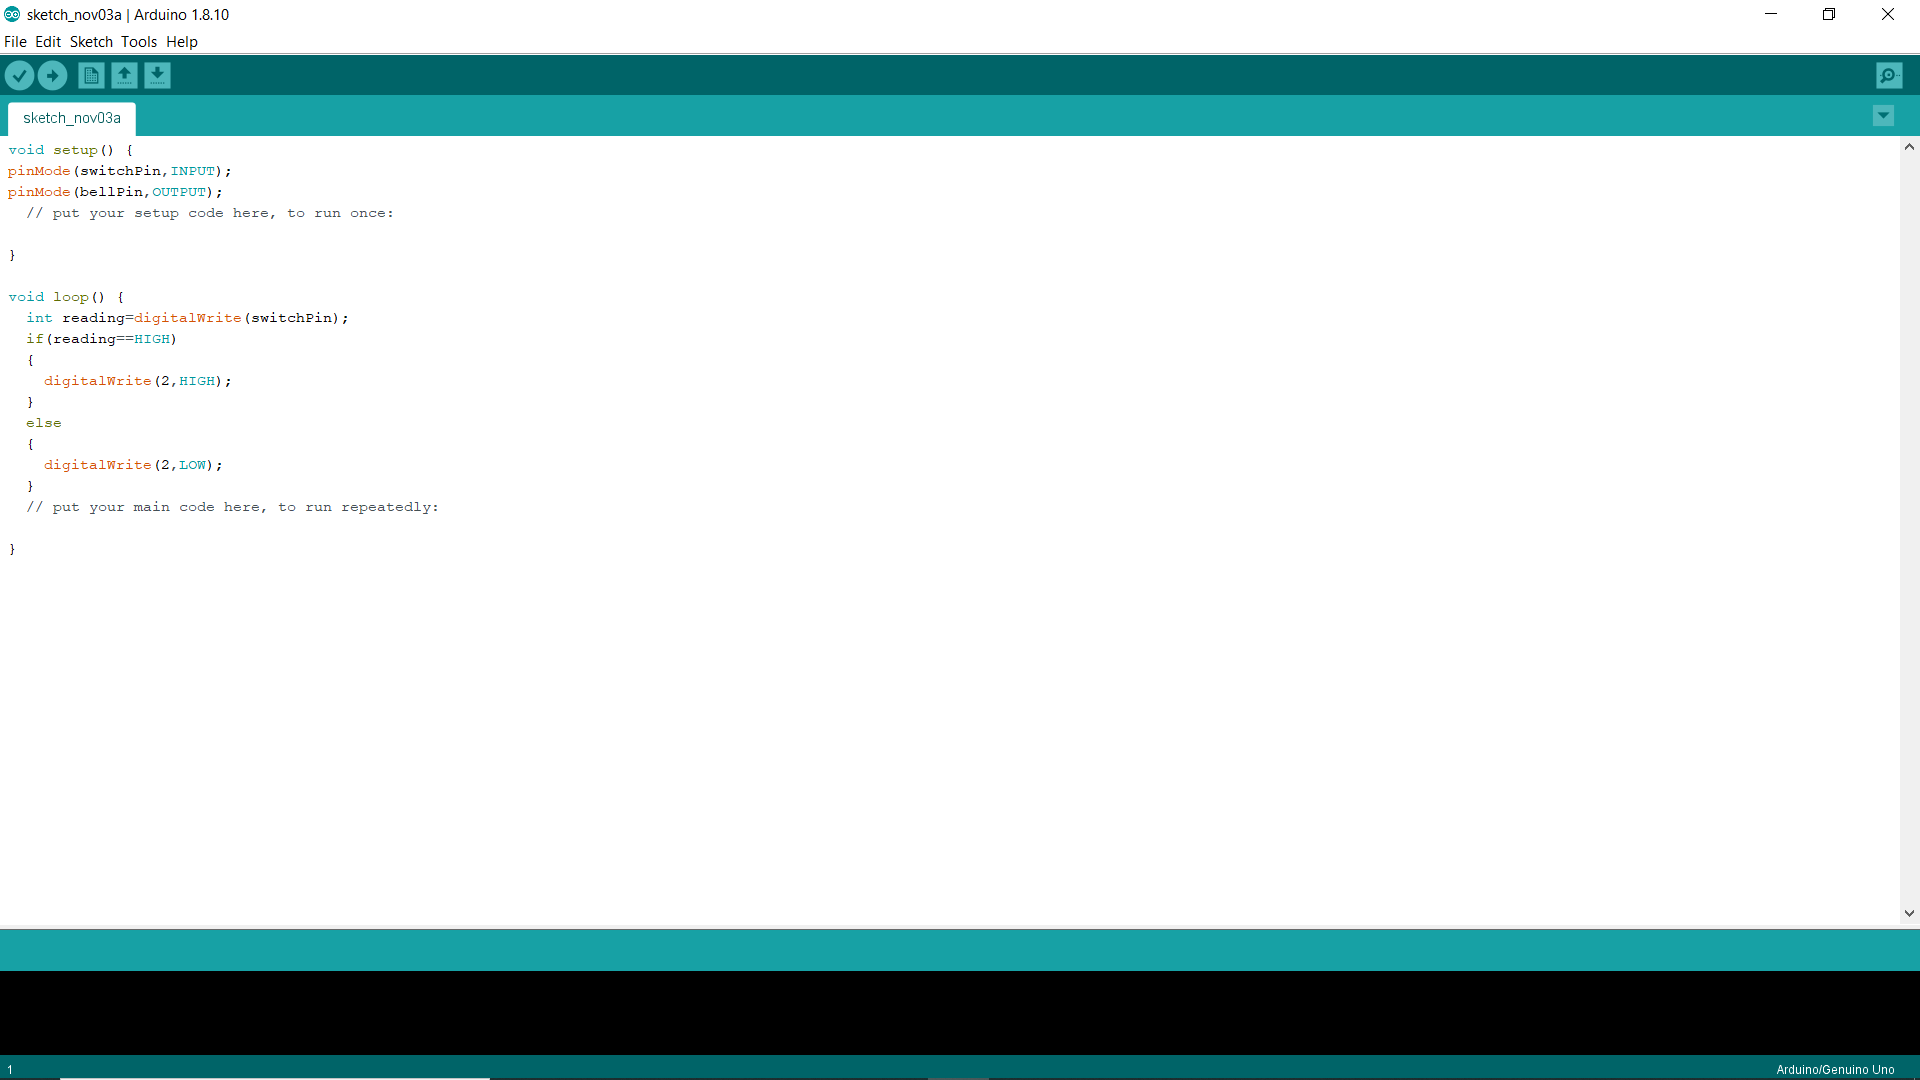 sketch_nov03a | Arduino 1.8.10
File Edit Sketch Tools Help
sketch_nov03a
void setup() {
pinMode(switchPin,INPUT);
pinMode(bellPin,OUTPUT);
  // put your setup code here, to run once:
}
void loop() {
  int reading=digitalWrite(switchPin);
  if(reading==HIGH)
  {
    digitalWrite(2,HIGH);
  }
  else
  {
    digitalWrite(2,LOW);
  }
  // put your main code here, to run repeatedly:
}
1
Arduino/Genuino Uno